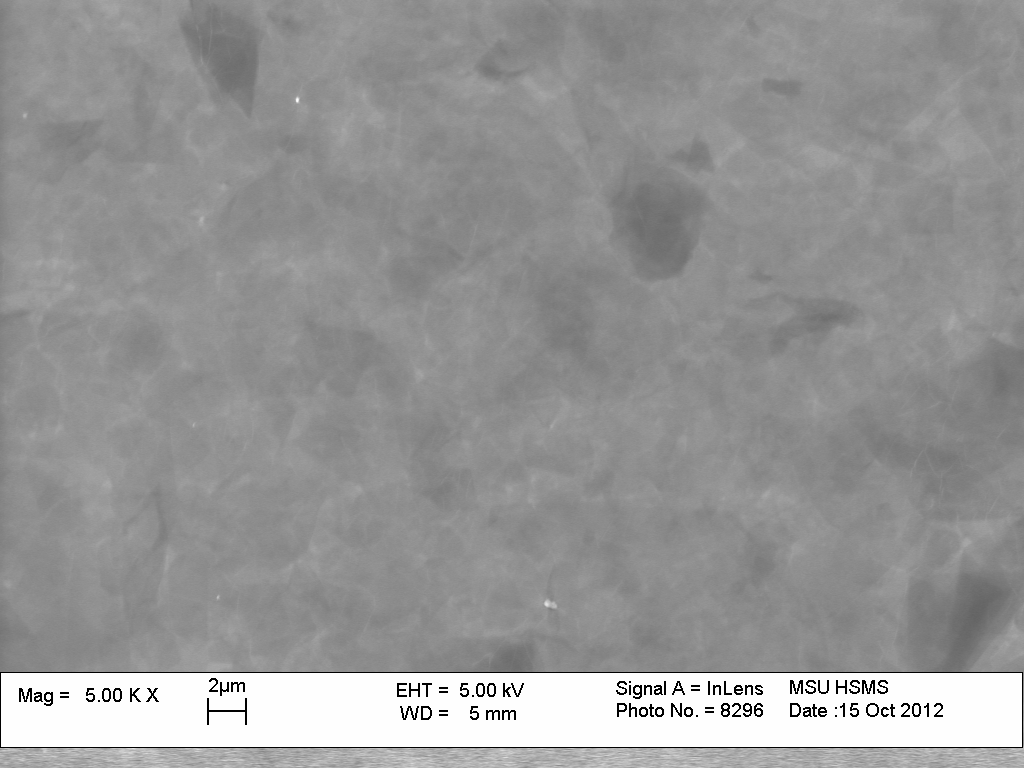 Mag = 5.00 K X
2µm
EHT = 5.00 kV
WD = 5 mm
Signal A = InLens
Photo No. = 8296
MSU HSMS
Date :15 Oct 2012